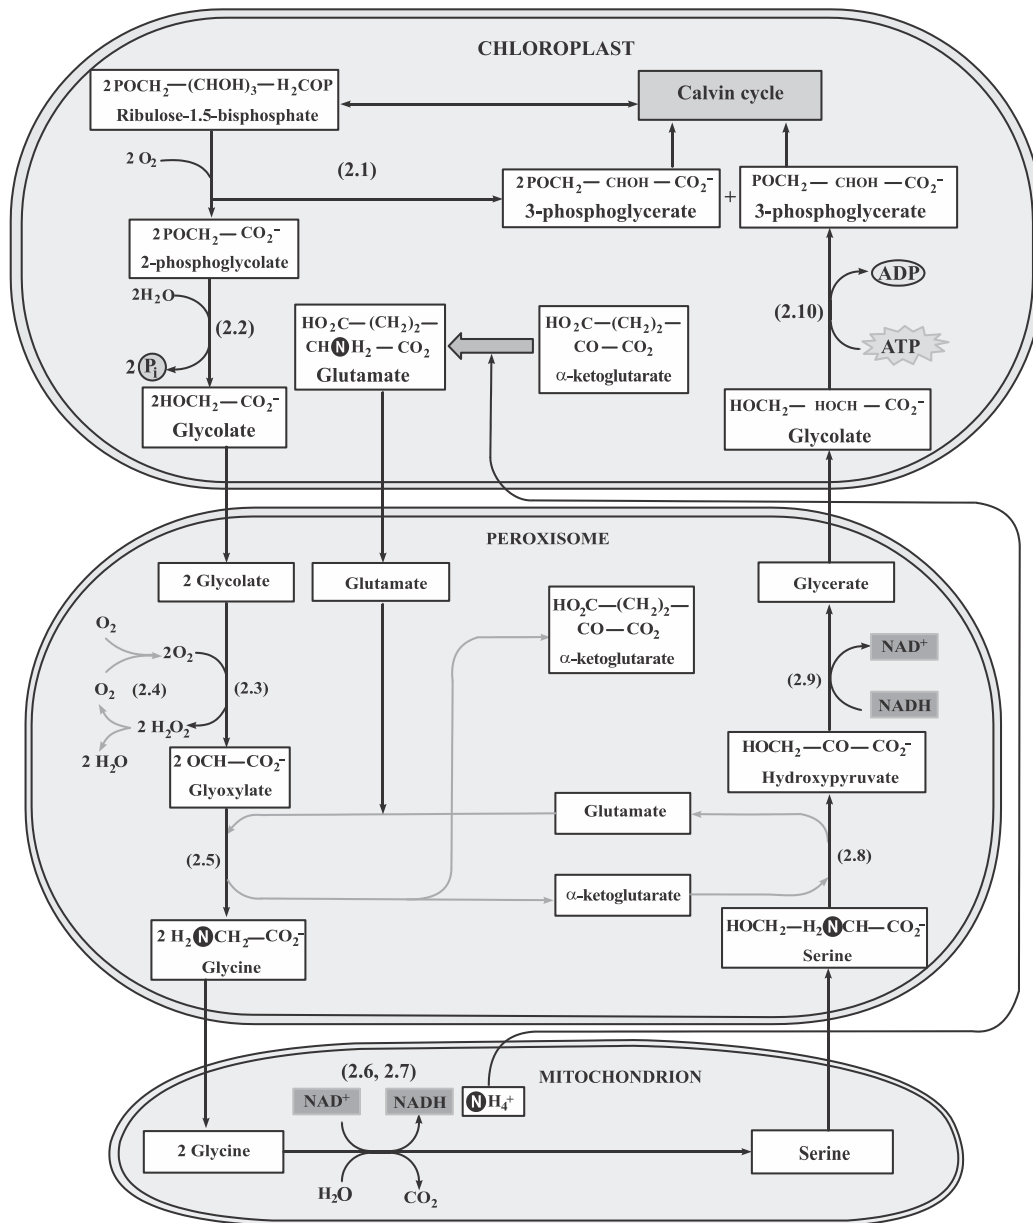 CHLOROPLAST
2POCH₂—(CHOH)₃—H₂COP
Ribulose-1.5-bisphosphate
Calvin cycle
2 O₂
(2.1)
2POCH₂— CHOH —CO₂⁻
3-phosphoglycerate
+
POCH₂— CHOH —CO₂⁻
3-phosphoglycerate
2POCH₂— CO₂⁻
2-phosphoglycolate
2H₂O
(2.2)
2 Pi
HO₂C—(CH₂)₂—
CHNH₂—CO₂
Glutamate
HO₂C—(CH₂)₂—
CO—CO₂
α-ketoglutarate
ADP
(2.10)
ATP
2HOCH₂—CO₂⁻
Glycolate
HOCH₂— HOCH —CO₂⁻
Glycolate
PEROXISOME
2 Glycolate
Glutamate
HO₂C—(CH₂)₂—
CO—CO₂
α-ketoglutarate
Glycerate
O₂
2O₂
O₂
(2.4)
(2.3)
2 H₂O₂
2 H₂O
NAD⁺
(2.9)
NADH
2 OCH—CO₂⁻
Glyoxylate
HOCH₂—CO—CO₂⁻
Hydroxypyruvate
Glutamate
(2.5)
(2.8)
α-ketoglutarate
2 H₂NCH₂—CO₂⁻
Glycine
HOCH₂—H₂NCH—CO₂⁻
Serine
MITOCHONDRION
(2.6, 2.7)
NAD⁺
NADH
NH₄⁺
2 Glycine
Serine
H₂O
CO₂